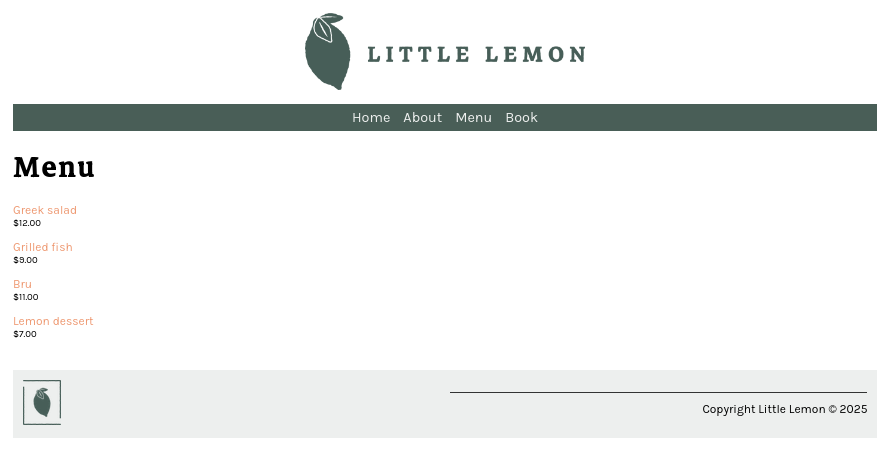 LITTLE LEMON
Home About Menu Book
Menu
Greek salad
$12.00
Grilled fish
$9.00
Bru
$11.00
Lemon dessert
$7.00
Copyright Little Lemon © 2025